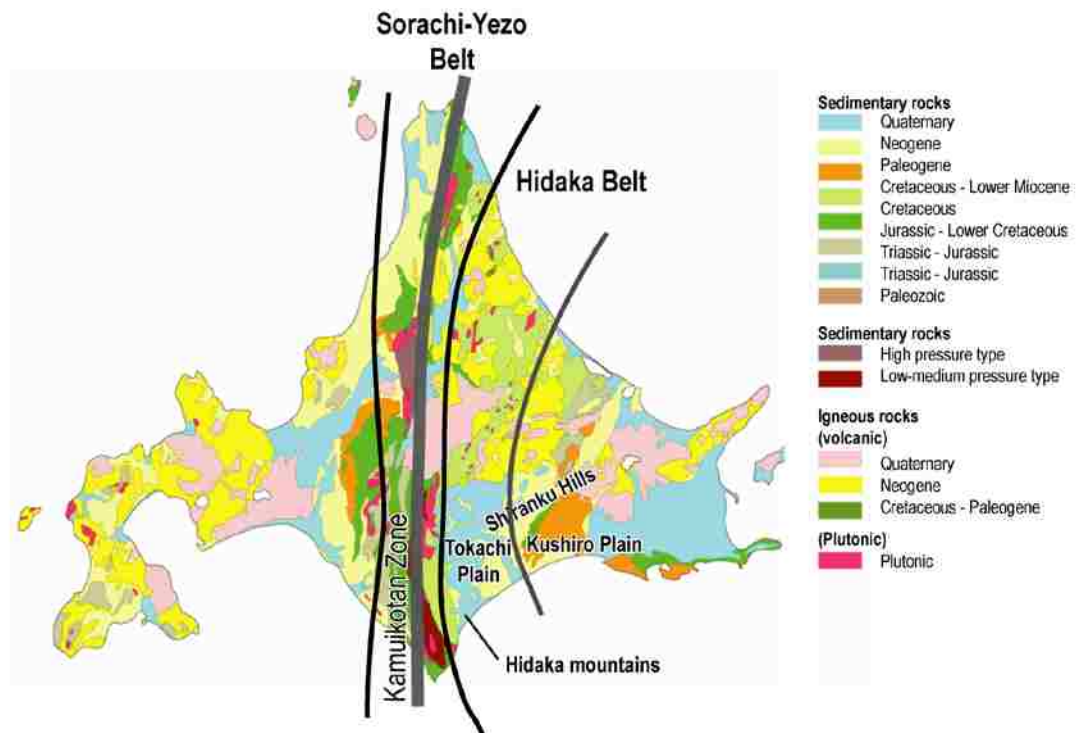 Sorachi-Yezo
Belt
Hidaka Belt
Shiranku Hills
Kushiro Plain
Tokachi
Plain
Kamuikotan Zone
Hidaka mountains
Sedimentary rocks
Quaternary
Neogene
Paleogene
Cretaceous - Lower Miocene
Cretaceous
Jurassic - Lower Cretaceous
Triassic - Jurassic
Triassic - Jurassic
Paleozoic
Sedimentary rocks
High pressure type
Low-medium pressure type
Igneous rocks
(volcanic)
Quaternary
Neogene
Cretaceous - Paleogene
(Plutonic)
Plutonic